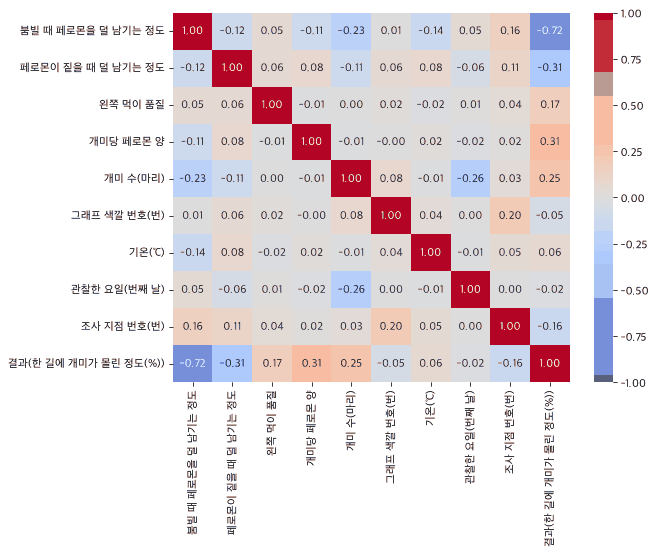 붐빌 때 페로몬을 덜 남기는 정도 1.00 -0.12 0.05 -0.11 -0.23 0.01 -0.14 0.05 0.16 -0.72
페로몬이 짙을 때 덜 남기는 정도 -0.12 1.00 0.06 0.08 -0.11 0.06 0.08 -0.06 0.11 -0.31
왼쪽 먹이 품질 0.05 0.06 1.00 -0.01 0.00 0.02 -0.02 0.01 0.04 0.17
개미당 페로몬 양 -0.11 0.08 -0.01 1.00 -0.01 -0.00 0.02 -0.02 0.02 0.31
개미 수(마리) -0.23 -0.11 0.00 -0.01 1.00 0.08 -0.01 -0.26 0.03 0.25
그래프 색깔 번호(번) 0.01 0.06 0.02 -0.00 0.08 1.00 0.04 0.00 0.20 -0.05
기온(℃) -0.14 0.08 -0.02 0.02 -0.01 0.04 1.00 -0.01 0.05 0.06
관찰한 요일(번째 날) 0.05 -0.06 0.01 -0.02 -0.26 0.00 -0.01 1.00 0.00 -0.02
조사 지점 번호(번) 0.16 0.11 0.04 0.02 0.03 0.20 0.05 0.00 1.00 -0.16
결과(한 길에 개미가 몰린 정도(%)) -0.72 -0.31 0.17 0.31 0.25 -0.05 0.06 -0.02 -0.16 1.00
붐빌 때 페로몬을 덜 남기는 정도
페로몬이 짙을 때 덜 남기는 정도
왼쪽 먹이 품질
개미당 페로몬 양
개미 수(마리)
그래프 색깔 번호(번)
기온(℃)
관찰한 요일(번째 날)
조사 지점 번호(번)
결과(한 길에 개미가 몰린 정도(%))
1.00
0.75
0.50
0.25
0.00
-0.25
-0.50
-0.75
-1.00